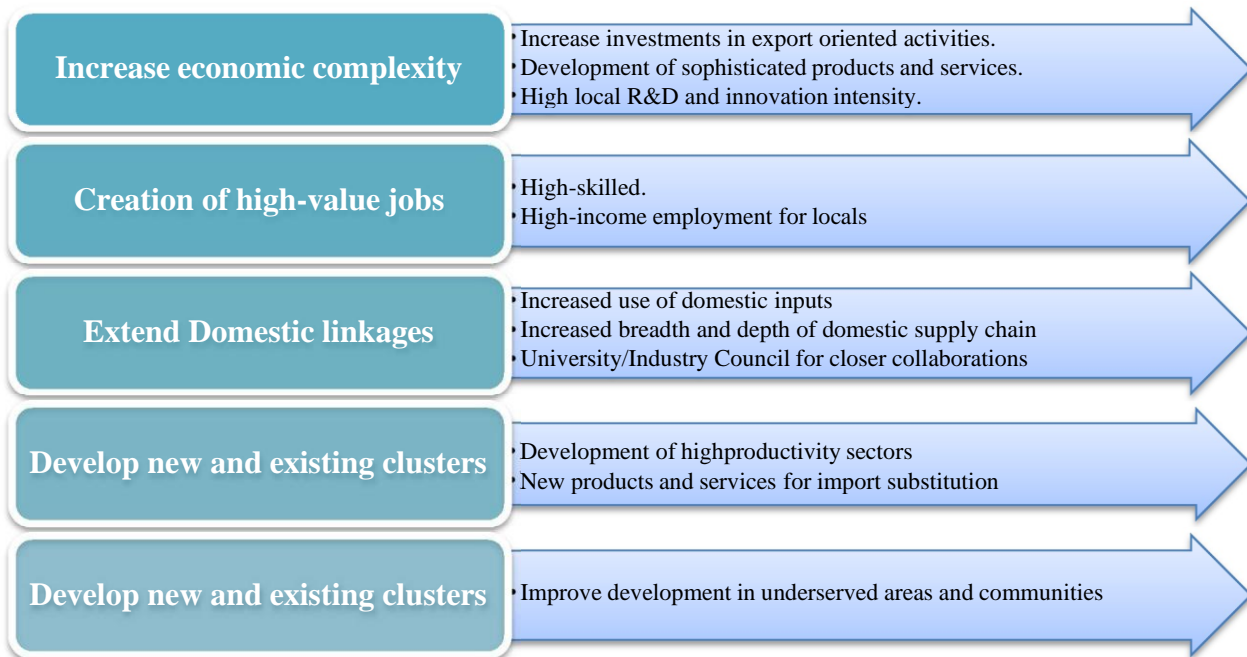 Increase economic complexity
• Increase investments in export oriented activities.
• Development of sophisticated products and services.
• High local R&D and innovation intensity.
Creation of high-value jobs
• High-skilled.
• High-income employment for locals
Extend Domestic linkages
• Increased use of domestic inputs
• Increased breadth and depth of domestic supply chain
• University/Industry Council for closer collaborations
Develop new and existing clusters
• Development of highproductivity sectors
• New products and services for import substitution
Develop new and existing clusters
• Improve development in underserved areas and communities